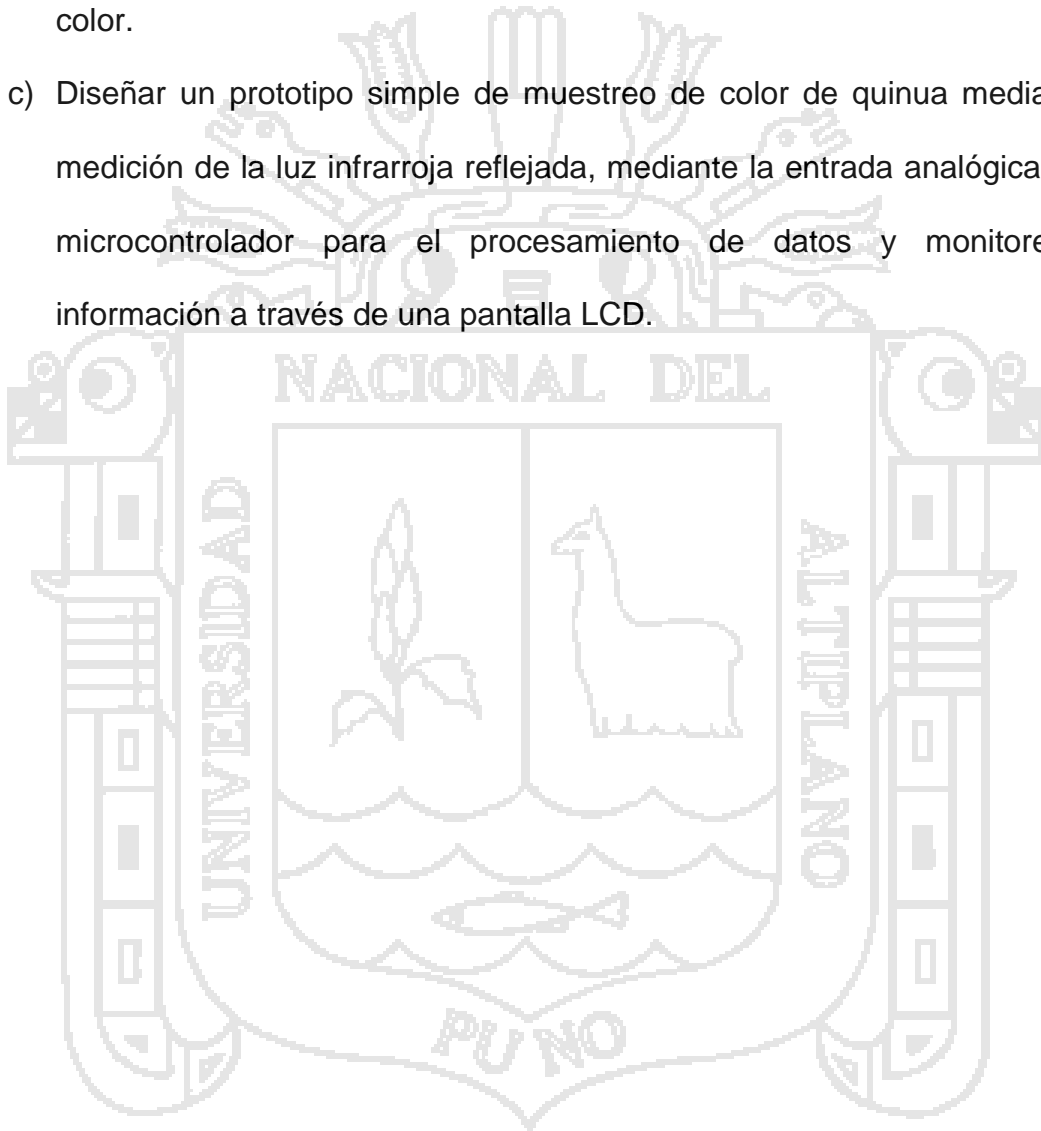 color.
c) Diseñar un prototipo simple de muestreo de color de quinua media
medición de la luz infrarroja reflejada, mediante la entrada analógica
microcontrolador para el procesamiento de datos y monitore
información a través de una pantalla LCD.
NACIONAL DEL
UNIVERSIDAD
ALTIPLANO
PUNO